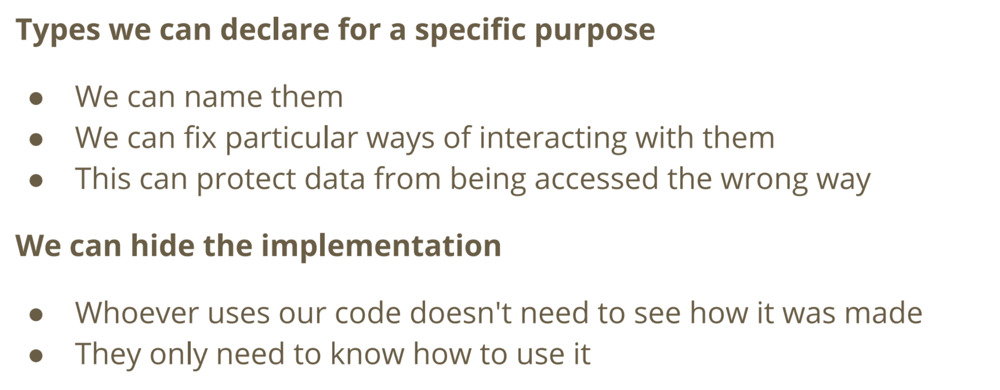 Types we can declare for a specific purpose
● We can name them
● We can fix particular ways of interacting with them
● This can protect data from being accessed the wrong way
We can hide the implementation
● Whoever uses our code doesn't need to see how it was made
● They only need to know how to use it